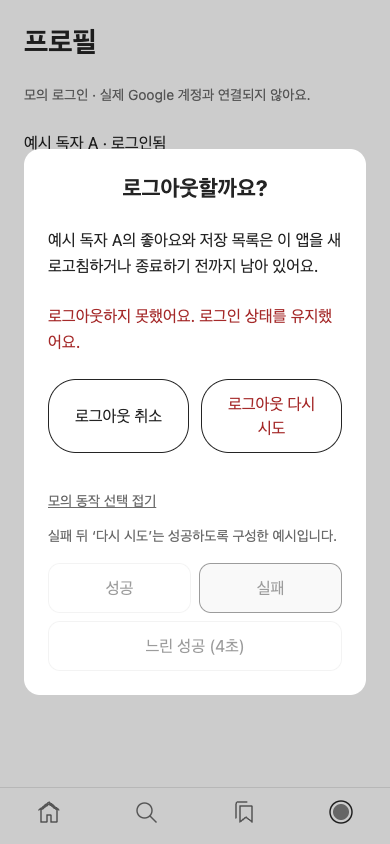 프로필
모의 로그인 · 실제 Google 계정과 연결되지 않아요.
예시 독자 A · 로그인됨
로그아웃할까요?
예시 독자 A의 좋아요와 저장 목록은 이 앱을 새
로고침하거나 종료하기 전까지 남아 있어요.
로그아웃하지 못했어요. 로그인 상태를 유지했
어요.
로그아웃 취소
로그아웃 다시
시도
모의 동작 선택 접기
실패 뒤 ‘다시 시도’는 성공하도록 구성한 예시입니다.
성공
실패
느린 성공 (4초)